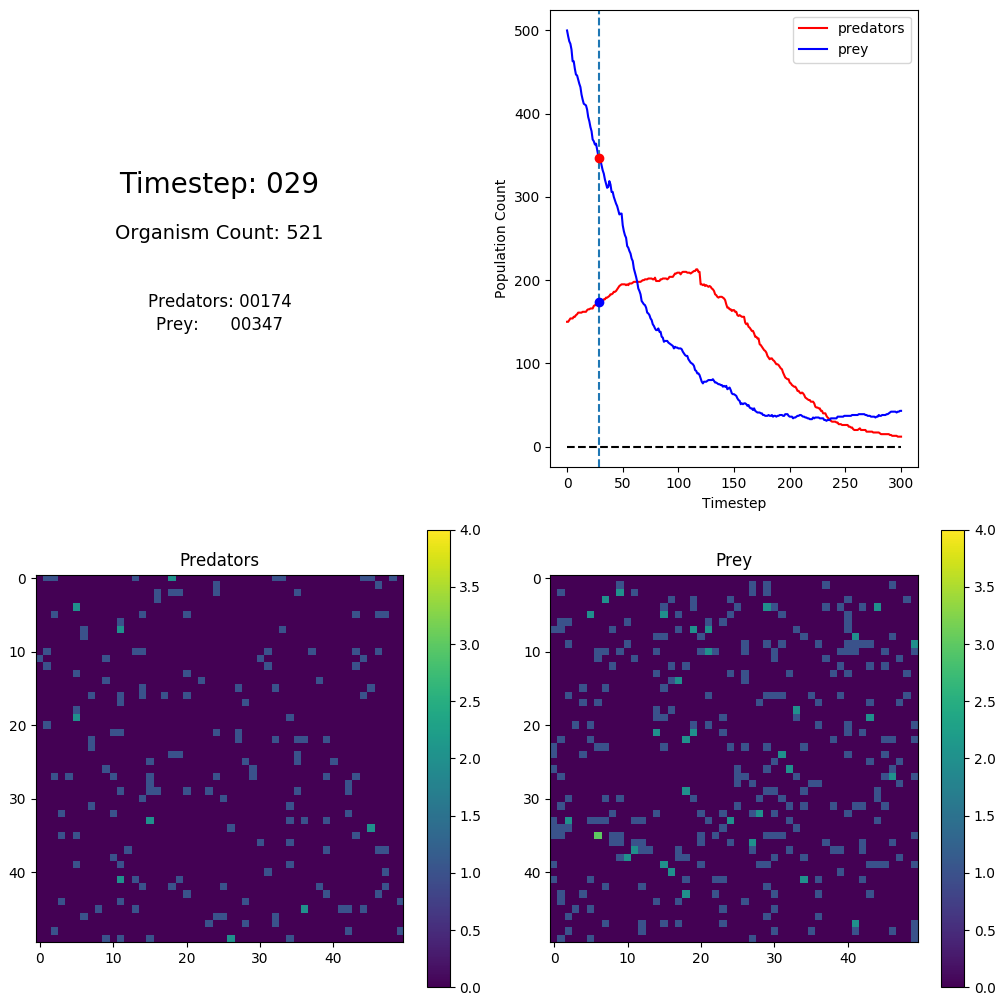 Timestep: 029
Organism Count: 521
Predators: 00174
Prey: 00347
predators
prey
500
400
300
200
100
0
Population Count
0 50 100 150 200 250 300
Timestep
Predators
0
10
20
30
40
0 10 20 30 40
4.0
3.5
3.0
2.5
2.0
1.5
1.0
0.5
0.0
Prey
0
10
20
30
40
0 10 20 30 40
4.0
3.5
3.0
2.5
2.0
1.5
1.0
0.5
0.0